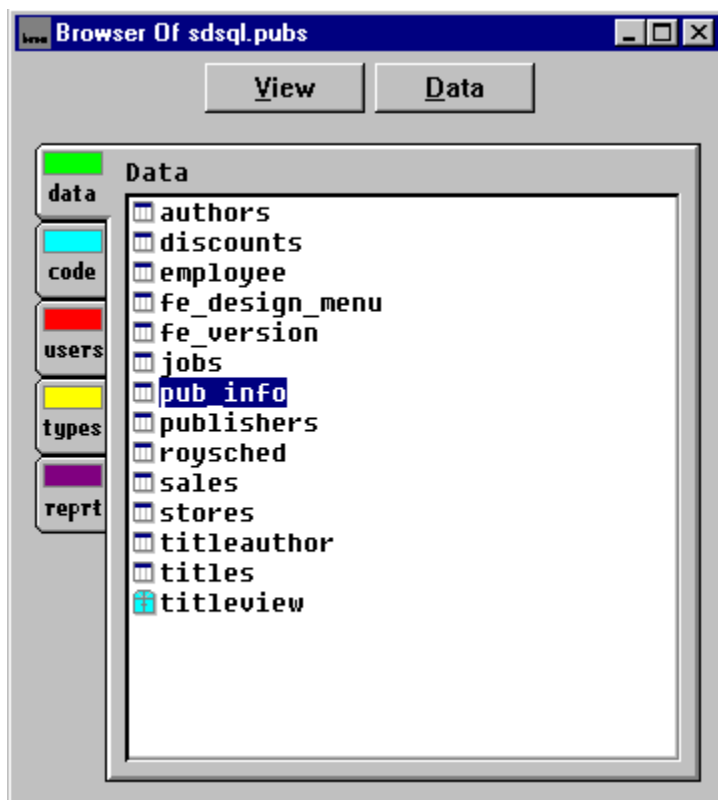 Browser Of sdsql.pubs
View Data
Data
data
code
users
types
reprt
authors
discounts
employee
fe_design_menu
fe_version
jobs
pub_info
publishers
roysched
sales
stores
titleauthor
titles
titleview